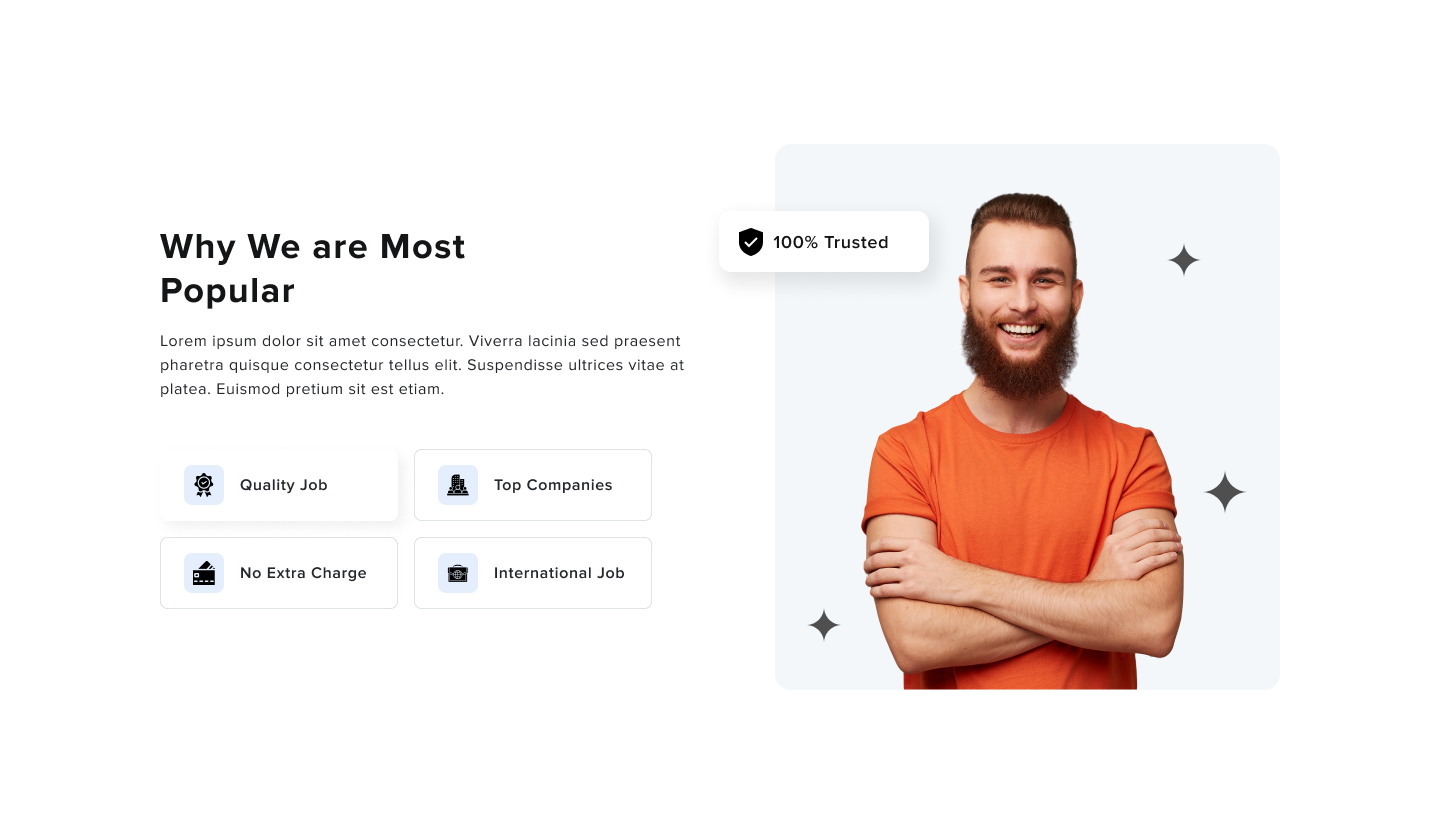 Why We are Most
Popular
Lorem ipsum dolor sit amet consectetur. Viverra lacinia sed praesent
pharetra quisque consectetur tellus elit. Suspendisse ultrices vitae at
platea. Euismod pretium sit est etiam.
Quality Job
Top Companies
No Extra Charge
International Job
100% Trusted